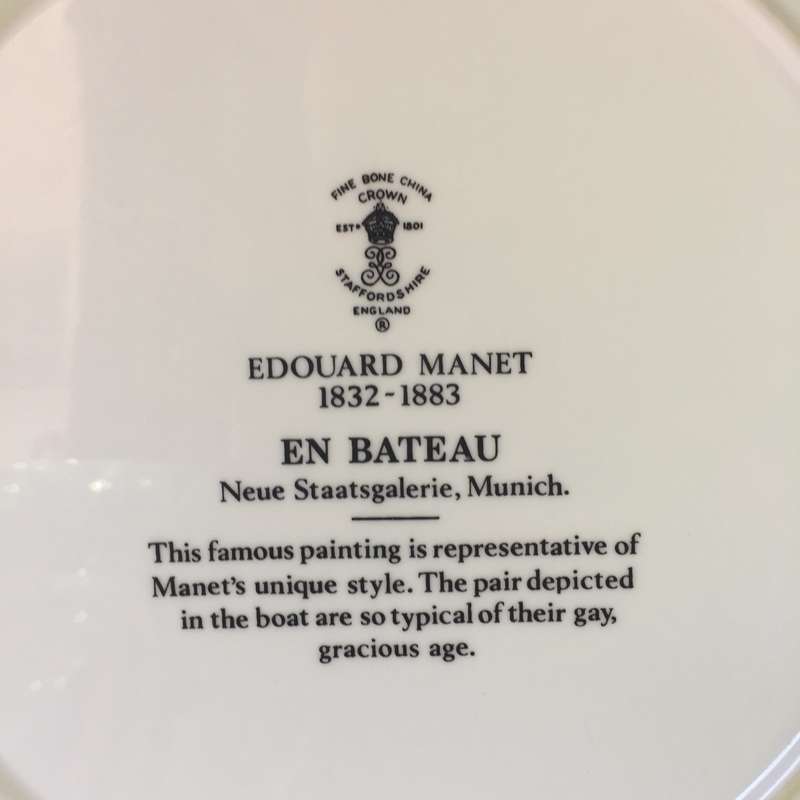 FINE BONE CHINA
CROWN
ESTD 1801
STAFFORDSHIRE
ENGLAND
®
EDOUARD MANET
1832-1883
EN BATEAU
Neue Staatsgalerie, Munich.
This famous painting is representative of
Manet's unique style. The pair depicted
in the boat are so typical of their gay,
gracious age.